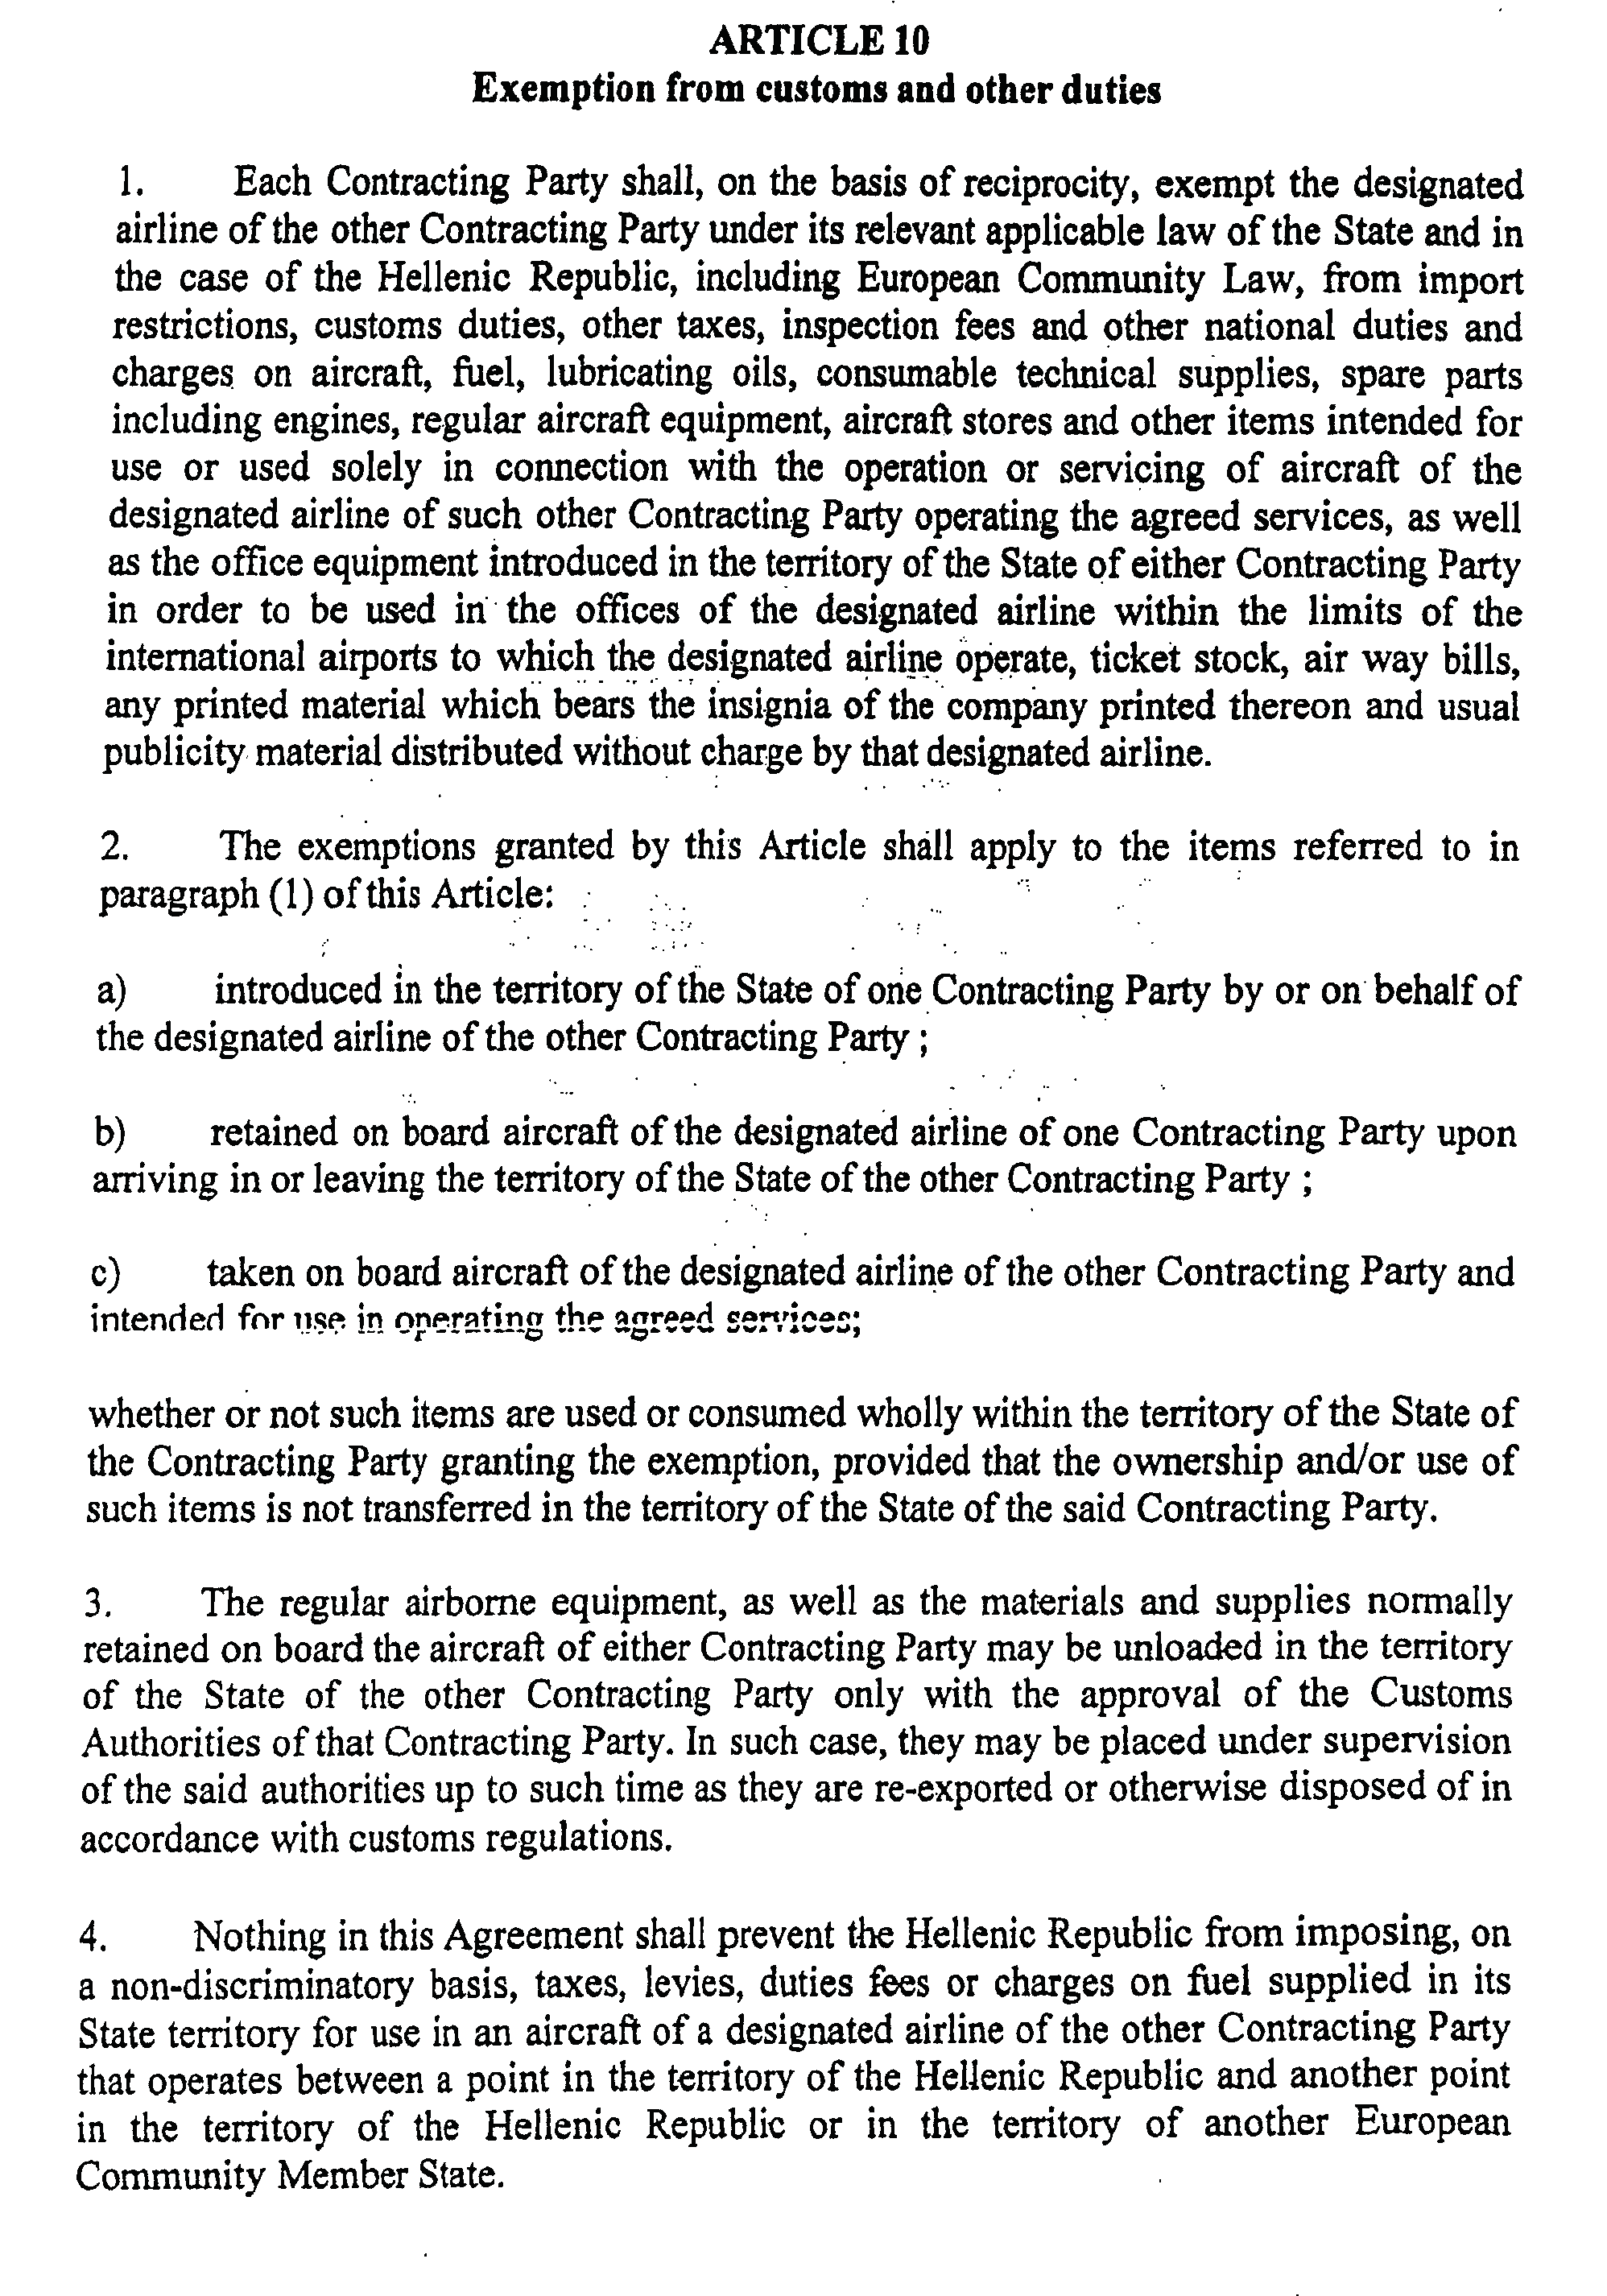 ARTICLE 10
Exemption from customs and other duties
1. Each Contracting Party shall, on the basis of reciprocity, exempt the designated
airline of the other Contracting Party under its relevant applicable law of the State and in
the case of the Hellenic Republic, including European Community Law, from import
restrictions, customs duties, other taxes, inspection fees and other national duties and
charges on aircraft, fuel, lubricating oils, consumable technical supplies, spare parts
including engines, regular aircraft equipment, aircraft stores and other items intended for
use or used solely in connection with the operation or servicing of aircraft of the
designated airline of such other Contracting Party operating the agreed services, as well
as the office equipment introduced in the territory of the State of either Contracting Party
in order to be used in the offices of the designated airline within the limits of the
international airports to which the designated airline operate, ticket stock, air way bills,
any printed material which bears the insignia of the company printed thereon and usual
publicity material distributed without charge by that designated airline.
2. The exemptions granted by this Article shall apply to the items referred to in
paragraph (1) of this Article:
a) introduced in the territory of the State of one Contracting Party by or on behalf of
the designated airline of the other Contracting Party ;
b) retained on board aircraft of the designated airline of one Contracting Party upon
arriving in or leaving the territory of the State of the other Contracting Party ;
c) taken on board aircraft of the designated airline of the other Contracting Party and
intended for use in operating the agreed services;
whether or not such items are used or consumed wholly within the territory of the State of
the Contracting Party granting the exemption, provided that the ownership and/or use of
such items is not transferred in the territory of the State of the said Contracting Party.
3. The regular airborne equipment, as well as the materials and supplies normally
retained on board the aircraft of either Contracting Party may be unloaded in the territory
of the State of the other Contracting Party only with the approval of the Customs
Authorities of that Contracting Party. In such case, they may be placed under supervision
of the said authorities up to such time as they are re-exported or otherwise disposed of in
accordance with customs regulations.
4. Nothing in this Agreement shall prevent the Hellenic Republic from imposing, on
a non-discriminatory basis, taxes, levies, duties fees or charges on fuel supplied in its
State territory for use in an aircraft of a designated airline of the other Contracting Party
that operates between a point in the territory of the Hellenic Republic and another point
in the territory of the Hellenic Republic or in the territory of another European
Community Member State.